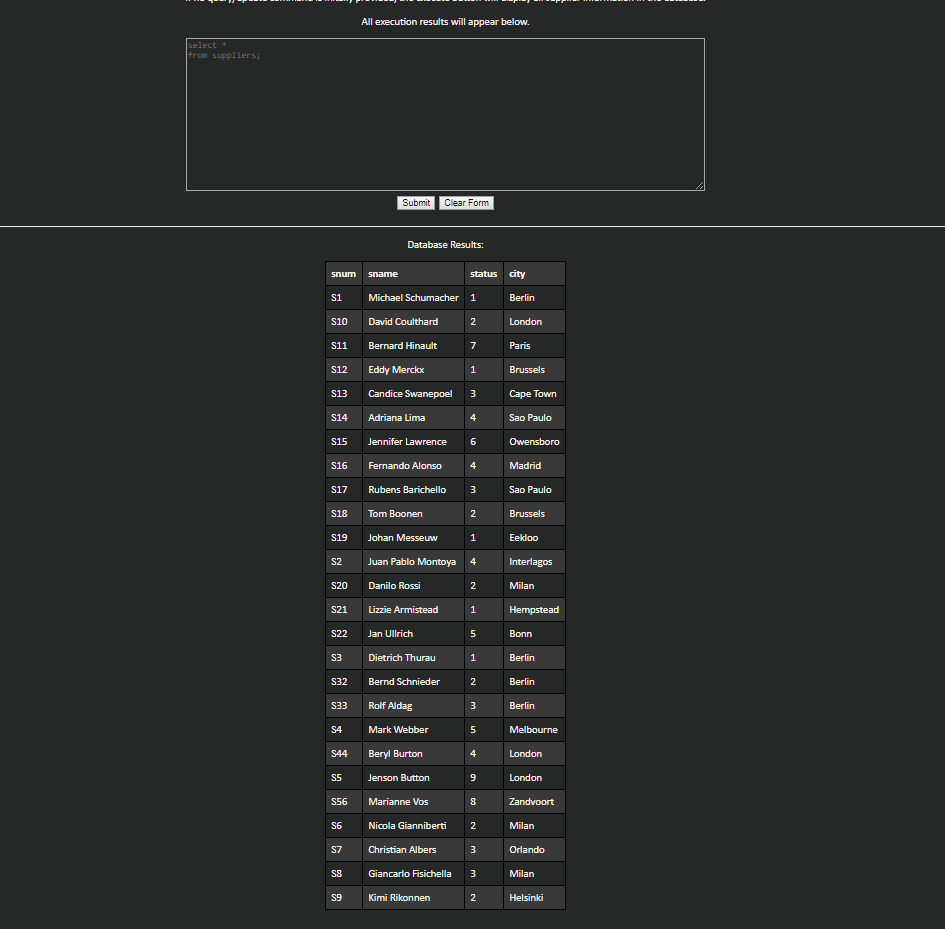 All execution results will appear below.
select *
from suppliers;
Submit Clear Form
Database Results:
snum sname status city
S1 Michael Schumacher 1 Berlin
S10 David Coulthard 2 London
S11 Bernard Hinault 7 Paris
S12 Eddy Merckx 1 Brussels
S13 Candice Swanepoel 3 Cape Town
S14 Adriana Lima 4 Sao Paulo
S15 Jennifer Lawrence 6 Owensboro
S16 Fernando Alonso 4 Madrid
S17 Rubens Barichello 3 Sao Paulo
S18 Tom Boonen 2 Brussels
S19 Johan Messeuw 1 Eekloo
S2 Juan Pablo Montoya 4 Interlagos
S20 Danilo Rossi 2 Milan
S21 Lizzie Armistead 1 Hempstead
S22 Jan Ullrich 5 Bonn
S3 Dietrich Thurau 1 Berlin
S32 Bernd Schnieder 2 Berlin
S33 Rolf Aldag 3 Berlin
S4 Mark Webber 5 Melbourne
S44 Beryl Burton 4 London
S5 Jenson Button 9 London
S56 Marianne Vos 8 Zandvoort
S6 Nicola Gianniberti 2 Milan
S7 Christian Albers 3 Orlando
S8 Giancarlo Fisichella 3 Milan
S9 Kimi Rikonnen 2 Helsinki